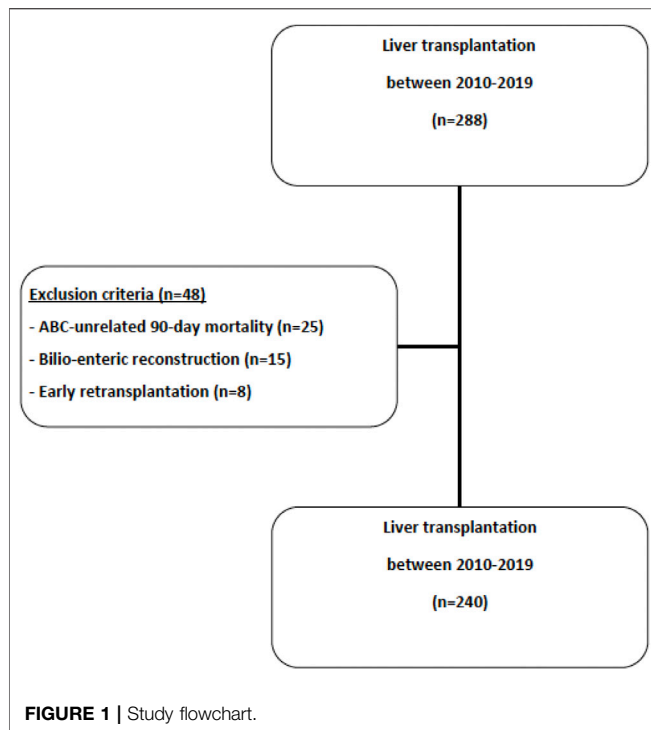 Liver transplantation
between 2010-2019
(n=288)
Exclusion criteria (n=48)
- ABC-unrelated 90-day mortality (n=25)
- Bilio-enteric reconstruction (n=15)
- Early retransplantation (n=8)
Liver transplantation
between 2010-2019
(n=240)
FIGURE 1 | Study flowchart.